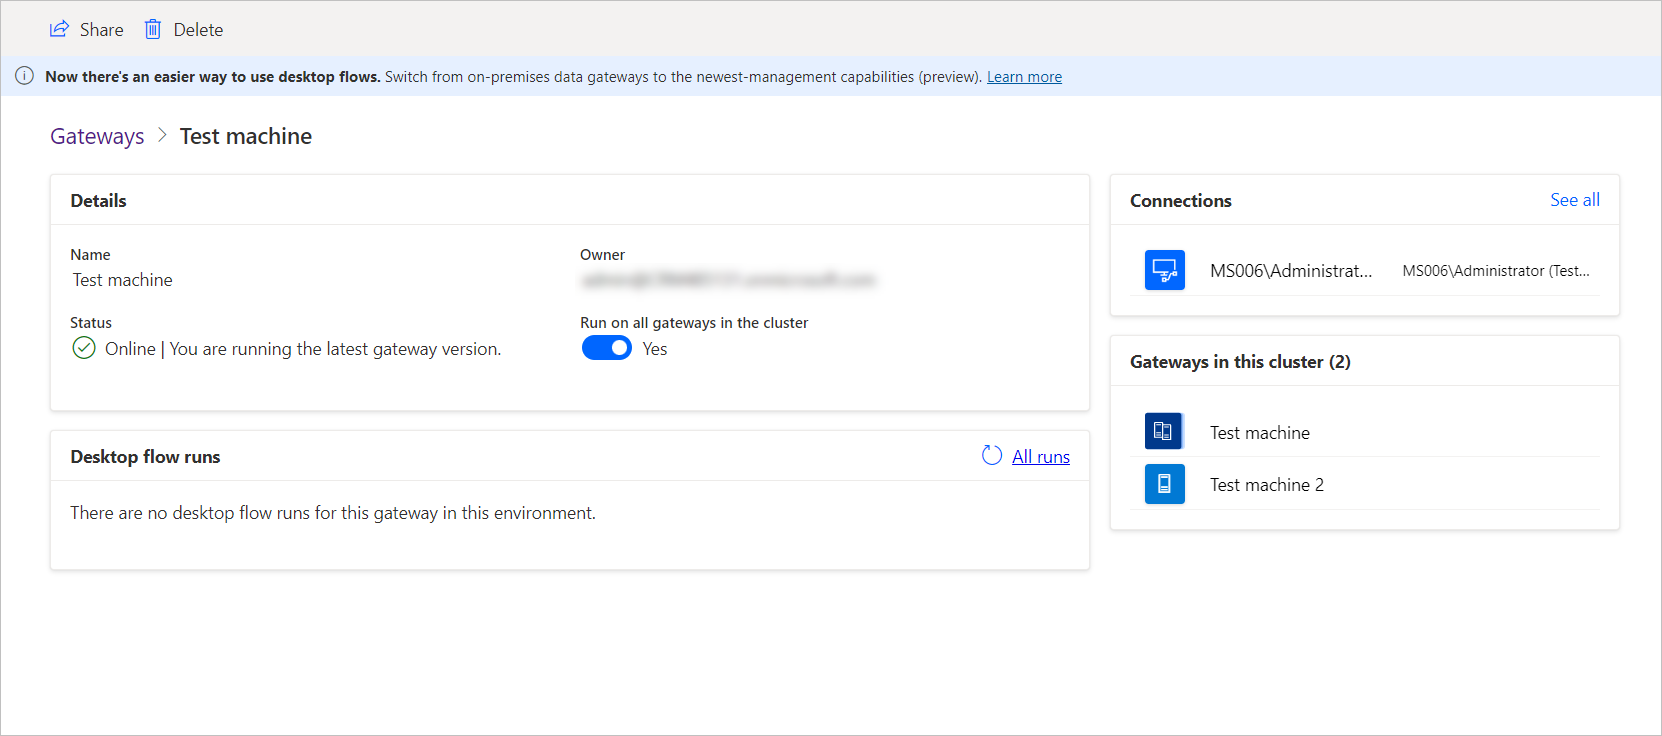 Share Delete
Now there's an easier way to use desktop flows. Switch from on-premises data gateways to the newest-management capabilities (preview). Learn more
Gateways > Test machine
Details
Name
Test machine
Owner
Status
Online | You are running the latest gateway version.
Run on all gateways in the cluster
Yes
Desktop flow runs
All runs
There are no desktop flow runs for this gateway in this environment.
Connections
See all
MS006\Administrat... MS006\Administrator (Test...
Gateways in this cluster (2)
Test machine
Test machine 2